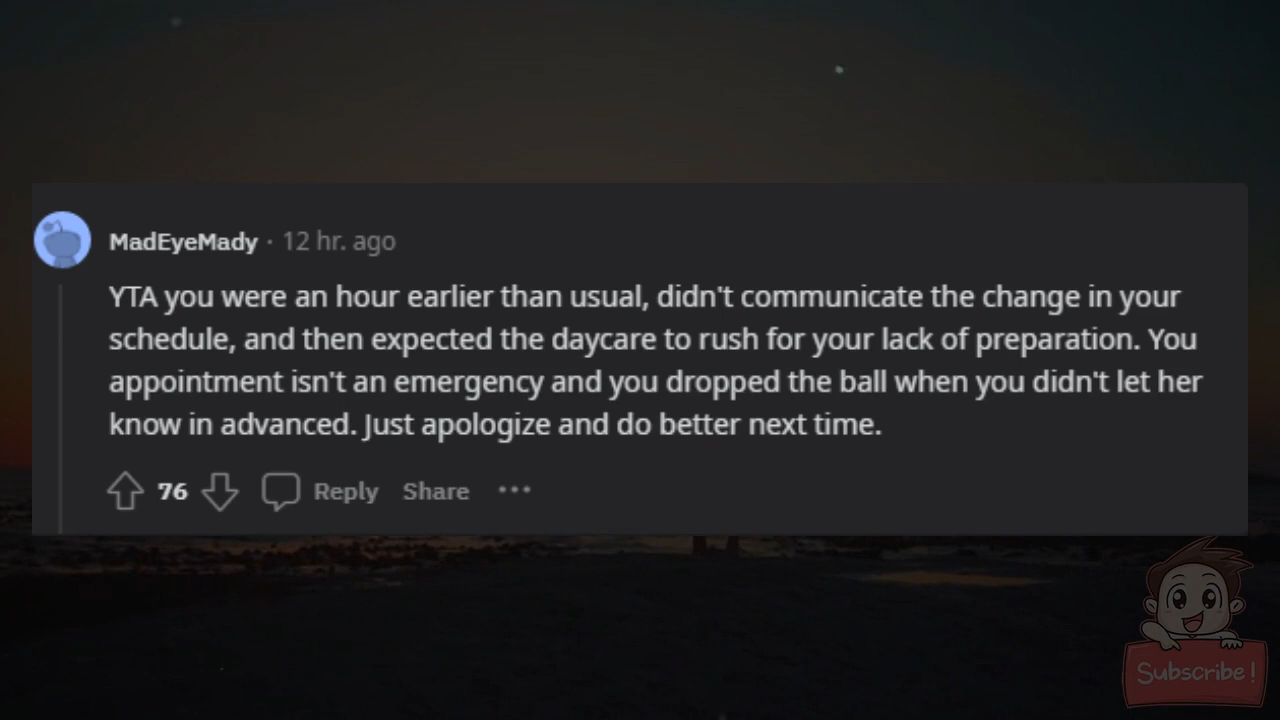 MadEyeMady · 12 hr. ago
YTA you were an hour earlier than usual, didn't communicate the change in your
schedule, and then expected the daycare to rush for your lack of preparation. You
appointment isn't an emergency and you dropped the ball when you didn't let her
know in advanced. Just apologize and do better next time.
76 Reply Share ···
Subscribe!